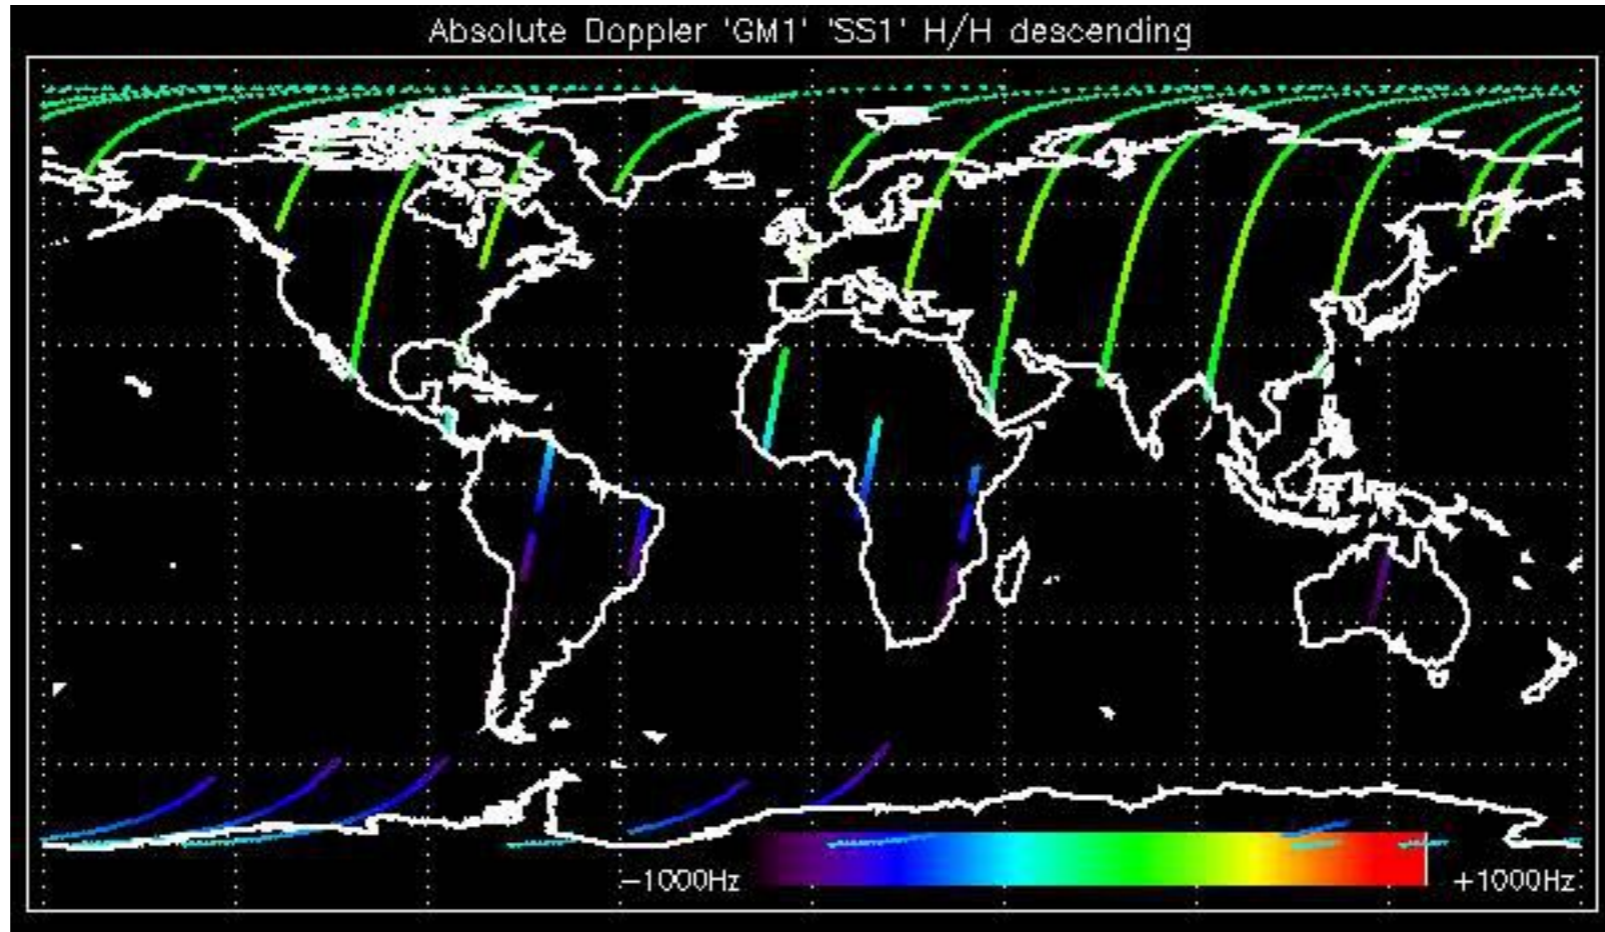 Absolute Doppler 'GM1' 'SS1' H/H descending
−1000Hz
+1000Hz